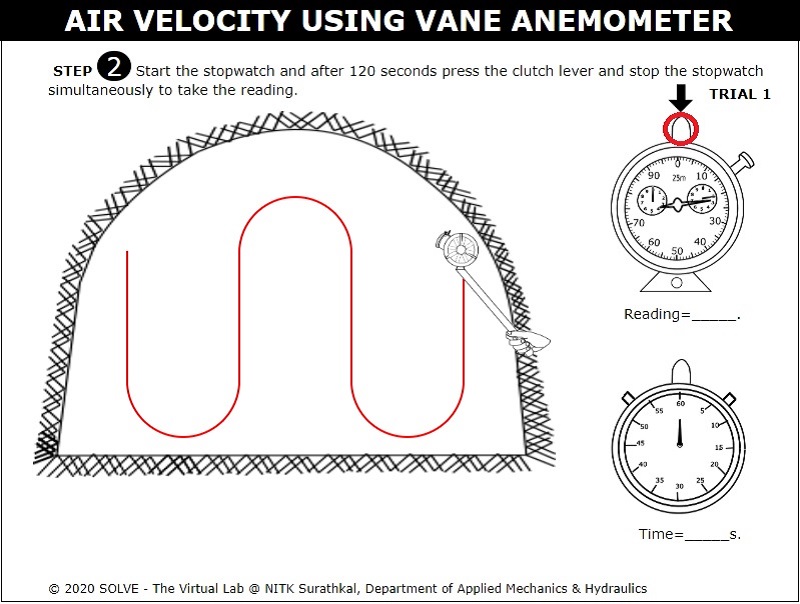 AIR VELOCITY USING VANE ANEMOMETER
STEP 2 Start the stopwatch and after 120 seconds press the clutch lever and stop the stopwatch
simultaneously to take the reading.
TRIAL 1
0
90 25m 10
70 30
60 40
50
Reading=_____.
60
55 5
50 10
45 15
40 20
35 25
30
Time=_____s.
© 2020 SOLVE - The Virtual Lab @ NITK Surathkal, Department of Applied Mechanics & Hydraulics